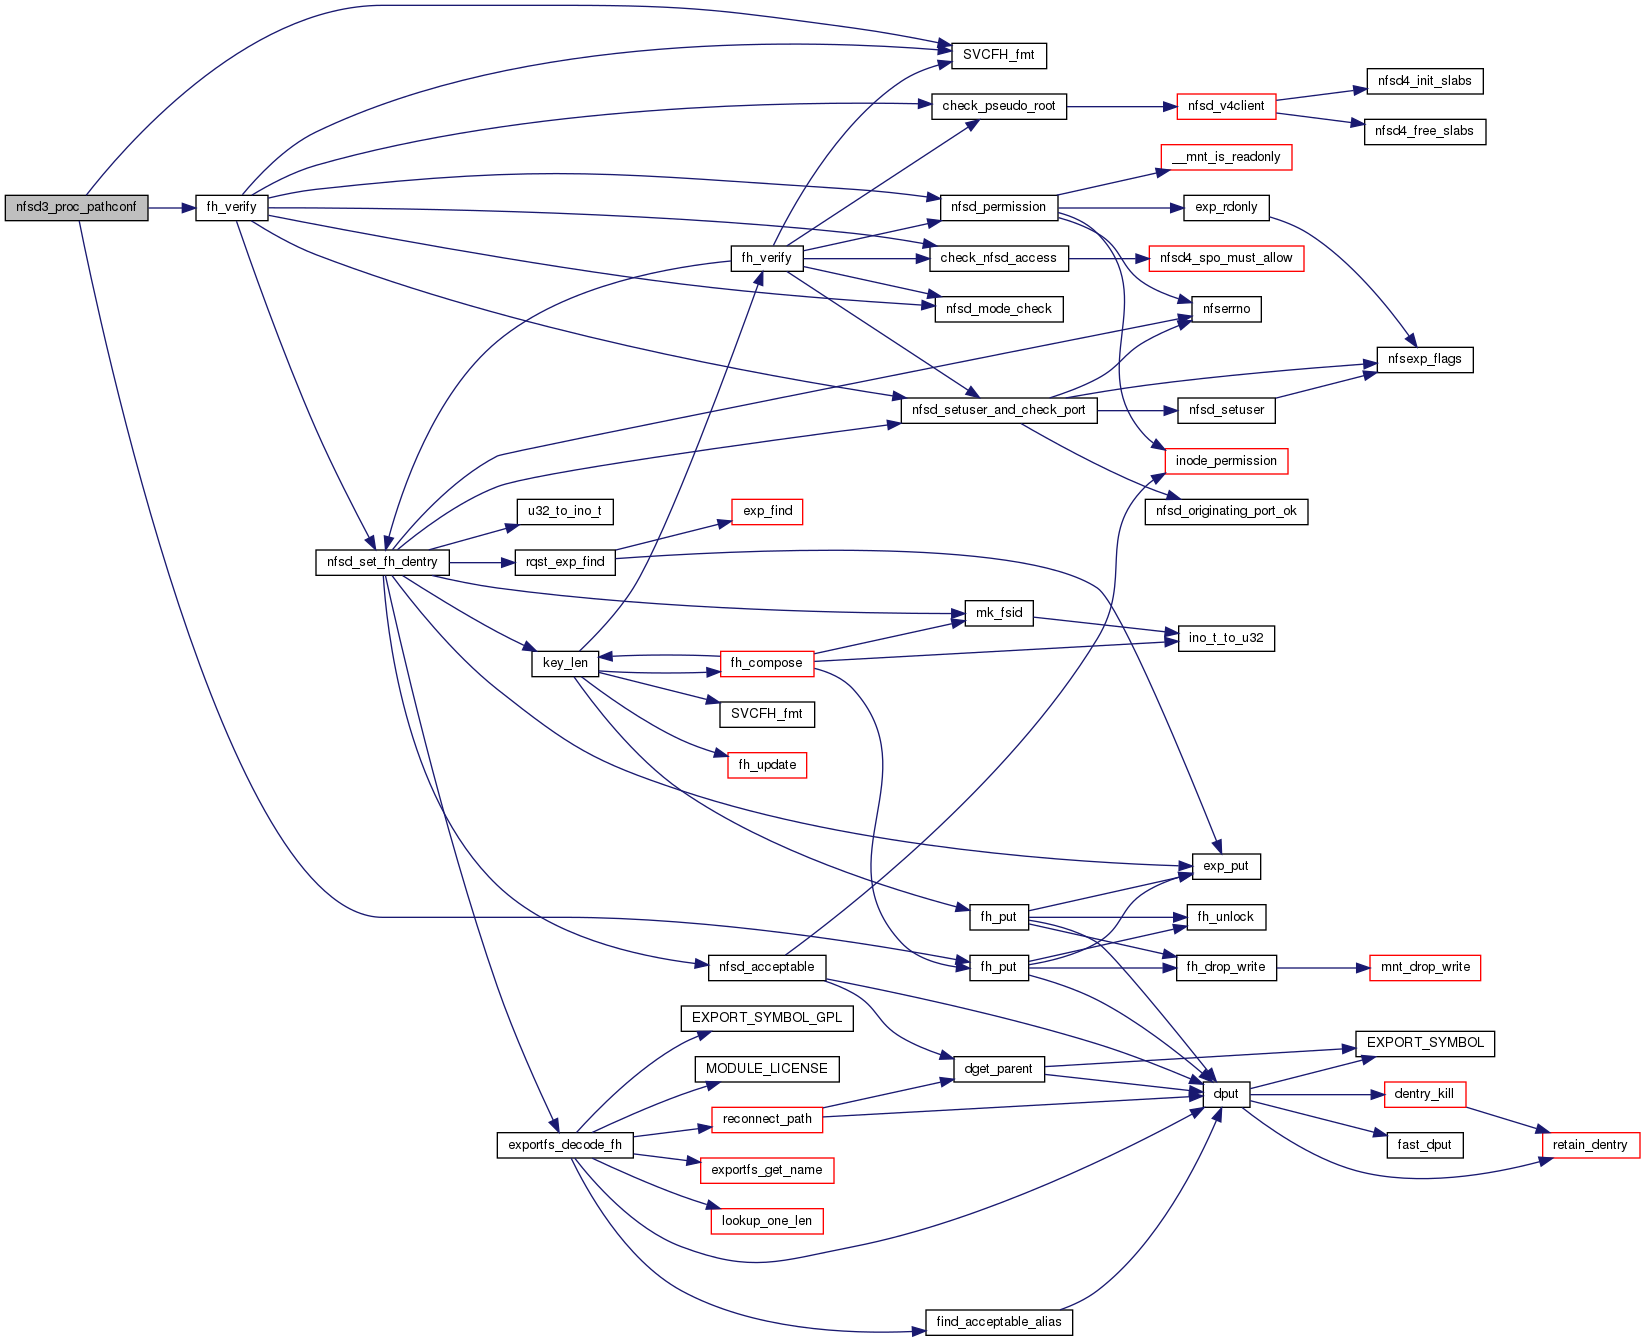 SVCFH_fmt
nfsd4_init_slabs
check_pseudo_root
nfsd_v4client
nfsd4_free_slabs
__mnt_is_readonly
nfsd3_proc_pathconf
fh_verify
nfsd_permission
exp_rdonly
fh_verify
check_nfsd_access
nfsd4_spo_must_allow
nfsd_mode_check
nfserrno
nfsexp_flags
nfsd_setuser_and_check_port
nfsd_setuser
inode_permission
u32_to_ino_t
exp_find
nfsd_originating_port_ok
nfsd_set_fh_dentry
rqst_exp_find
mk_fsid
ino_t_to_u32
key_len
fh_compose
SVCFH_fmt
fh_update
exp_put
fh_put
fh_unlock
nfsd_acceptable
fh_put
fh_drop_write
mnt_drop_write
EXPORT_SYMBOL_GPL
EXPORT_SYMBOL
MODULE_LICENSE
dget_parent
dput
dentry_kill
reconnect_path
exportfs_decode_fh
fast_dput
retain_dentry
exportfs_get_name
lookup_one_len
find_acceptable_alias